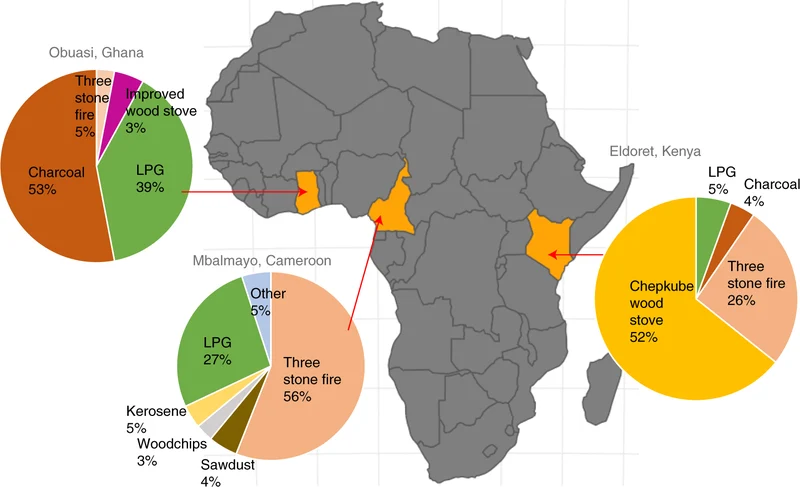 Obuasi, Ghana
Three
stone
fire
5%
Improved
wood stove
3%
Charcoal
53%
LPG
39%
Eldoret, Kenya
LPG
5%
Charcoal
4%
Three
stone fire
26%
Chepkube
wood
stove
52%
Mbalmayo, Cameroon
Other
5%
LPG
27%
Three
stone fire
56%
Kerosene
5%
Woodchips
3%
Sawdust
4%